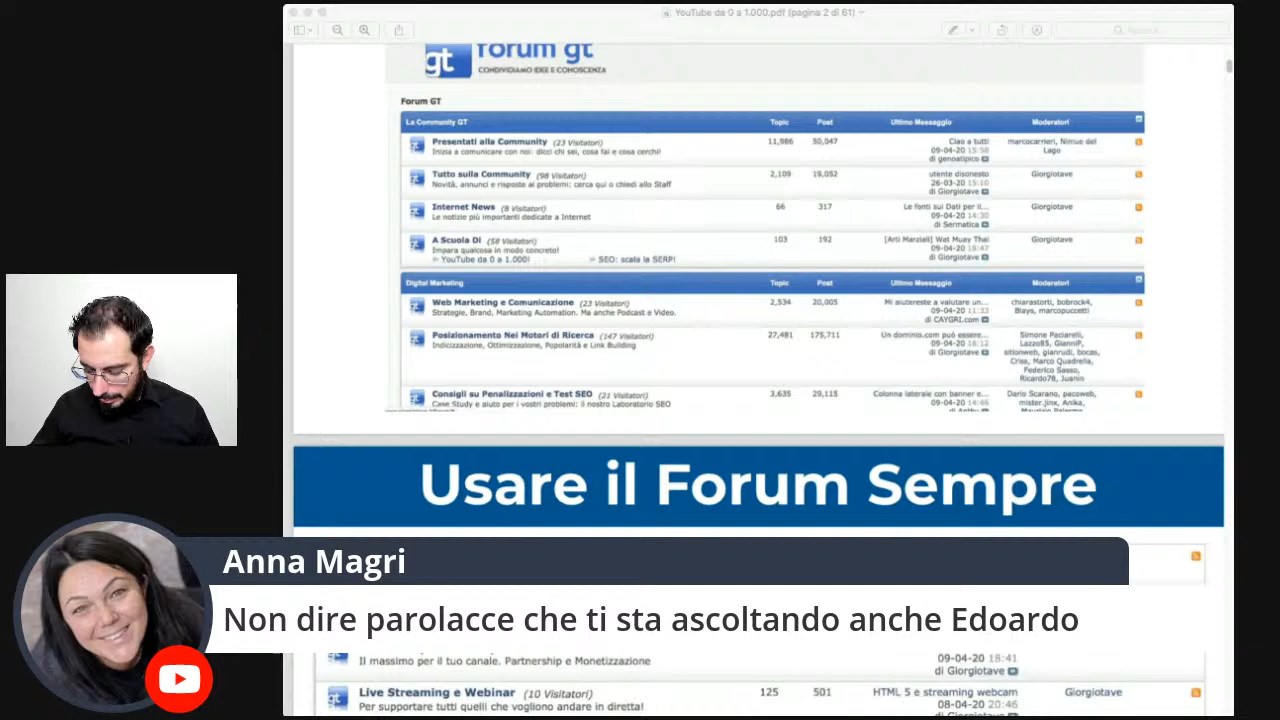 YouTube da 0 a 1.000.pdf (pagina 2 di 61)
gt
forum gt
CONDIVIDIAMO IDEE E CONOSCENZA
Forum GT
La Community GT Topic Post Ultimo Messaggio Moderatori
Presentati alla Community (23 Visitatori) 11,986 50,047 Ciao a tutti marcocarrieri, Nimue del
Inizia a comunicare con noi: dicci chi sei, cosa fai e cosa cerchi! 09-04-20 15:58 Lago
di genoatipico
Tutto sulla Community (98 Visitatori) 2,109 19,052 utente disonesto Giorgiotave
Novità, annunci e risposte ai problemi: cerca qui o chiedi allo Staff 26-03-20 15:10
di Giorgiotave
Internet News (8 Visitatori) 66 317 Le fonti sui Dati per il... Giorgiotave
Le notizie più importanti dedicate a Internet 09-04-20 14:30
di Sermatica
A Scuola Di (58 Visitatori) 103 192 [Arti Marziali] Wat Muay Thai Giorgiotave
Impara qualcosa in modo concreto! 09-04-20 18:47
YouTube da 0 a 1.000! SEO: scala la SERP! di Giorgiotave
Digital Marketing Topic Post Ultimo Messaggio Moderatori
Web Marketing e Comunicazione (23 Visitatori) 2,534 20,005 Mi aiutereste a valutare un... chiarastorti, bobrock4,
Strategie, Brand, Marketing Automation. Ma anche Podcast e Video. 09-04-20 11:33 Blays, marcopuccetti
di CAYGRI.com
Posizionamento Nei Motori di Ricerca (147 Visitatori) 27,481 175,711 Un dominio.com può essere... Simone Paciarelli,
Indicizzazione, Ottimizzazione, Popolarità e Link Building 09-04-20 16:12 Lazzo85, GianniP,
di Giorgiotave sitionweb, gianrudi, bocas,
Criss, Marco Quadrella,
Federico Sasso,
Ricardo78, Juanin
Consigli su Penalizzazioni e Test SEO (21 Visitatori) 3,635 29,115 Colonna laterale con banner e... Dario Scarano, pacoweb,
Case Study e aiuto per i vostri problemi: il nostro Laboratorio SEO 09-04-20 14:46 mister.jinx, Anika,
Usare il Forum Sempre
Anna Magri
Non dire parolacce che ti sta ascoltando anche Edoardo
Il massimo per il tuo canale. Partnership e Monetizzazione 09-04-20 18:41
di Giorgiotave
Live Streaming e Webinar (10 Visitatori) 125 501 HTML 5 e streaming webcam Giorgiotave
Per supportare tutti quelli che vogliono andare in diretta! 08-04-20 20:46